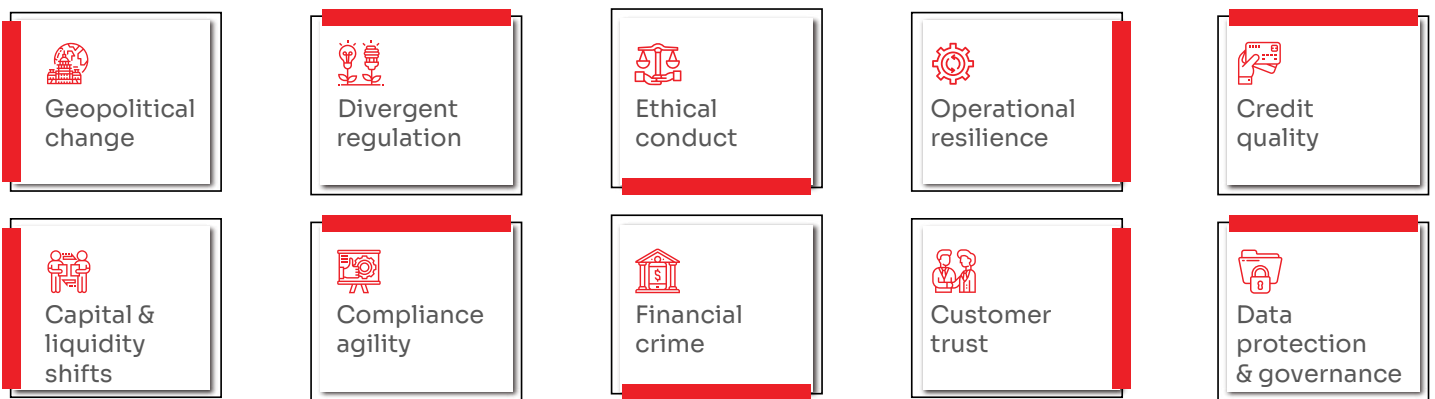 Geopolitical
change
Divergent
regulation
Ethical
conduct
Operational
resilience
Credit
quality
Capital &
liquidity
shifts
Compliance
agility
$
Financial
crime
Customer
trust
Data
protection
& governance